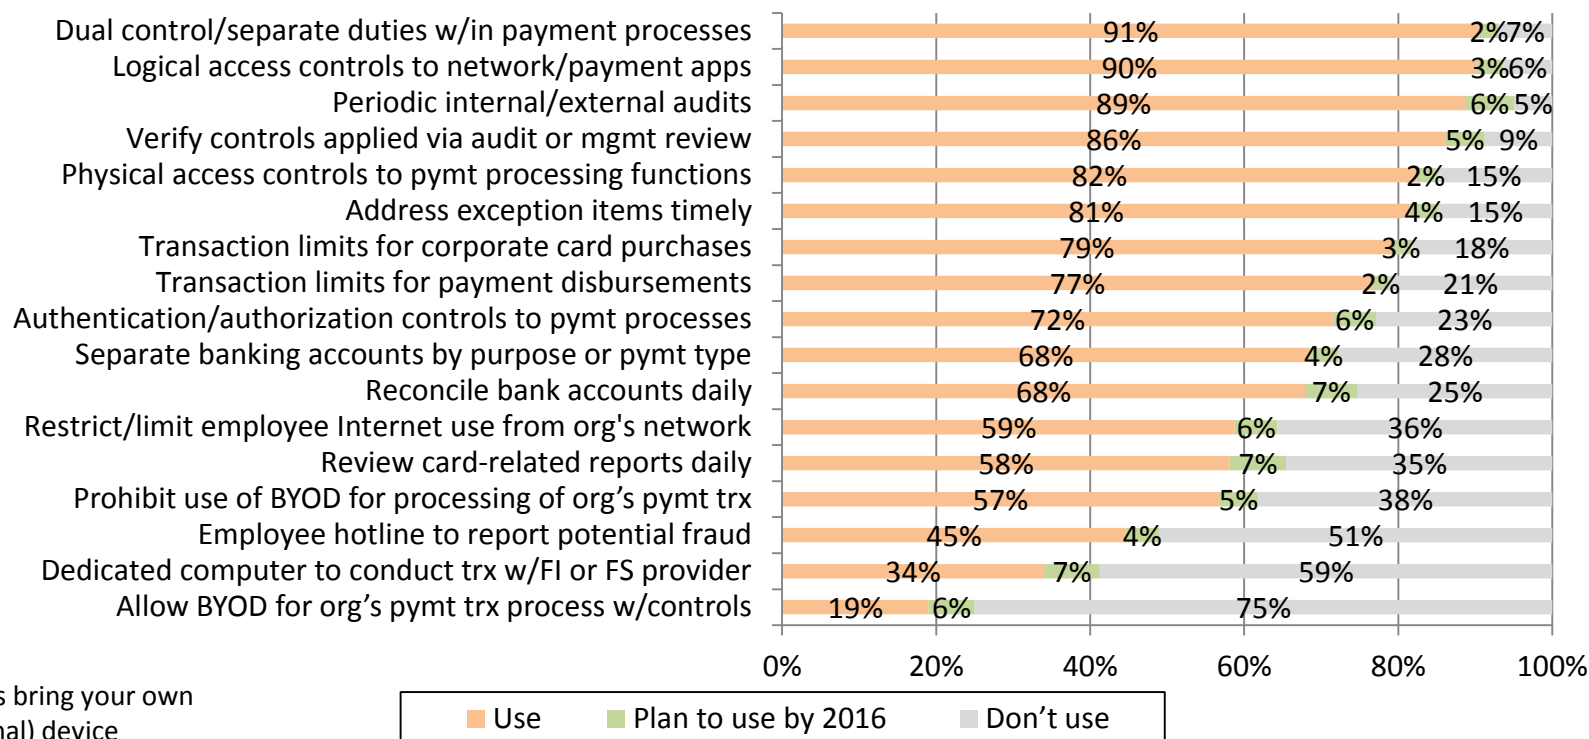 Dual control/separate duties w/in payment processes 91% 2% 7%
Logical access controls to network/payment apps 90% 3% 6%
Periodic internal/external audits 89% 6% 5%
Verify controls applied via audit or mgmt review 86% 5% 9%
Physical access controls to pymt processing functions 82% 2% 15%
Address exception items timely 81% 4% 15%
Transaction limits for corporate card purchases 79% 3% 18%
Transaction limits for payment disbursements 77% 2% 21%
Authentication/authorization controls to pymt processes 72% 6% 23%
Separate banking accounts by purpose or pymt type 68% 4% 28%
Reconcile bank accounts daily 68% 7% 25%
Restrict/limit employee Internet use from org's network 59% 6% 36%
Review card-related reports daily 58% 7% 35%
Prohibit use of BYOD for processing of org’s pymt trx 57% 5% 38%
Employee hotline to report potential fraud 45% 4% 51%
Dedicated computer to conduct trx w/FI or FS provider 34% 7% 59%
Allow BYOD for org’s pymt trx process w/controls 19% 6% 75%
0% 20% 40% 60% 80% 100%
bring your own
device
Use Plan to use by 2016 Don’t use